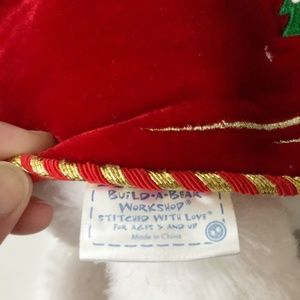 BUILD-A-BEAR
WORKSHOP®
STITCHED WITH LOVE®
FOR AGES 3 AND UP
Made in China